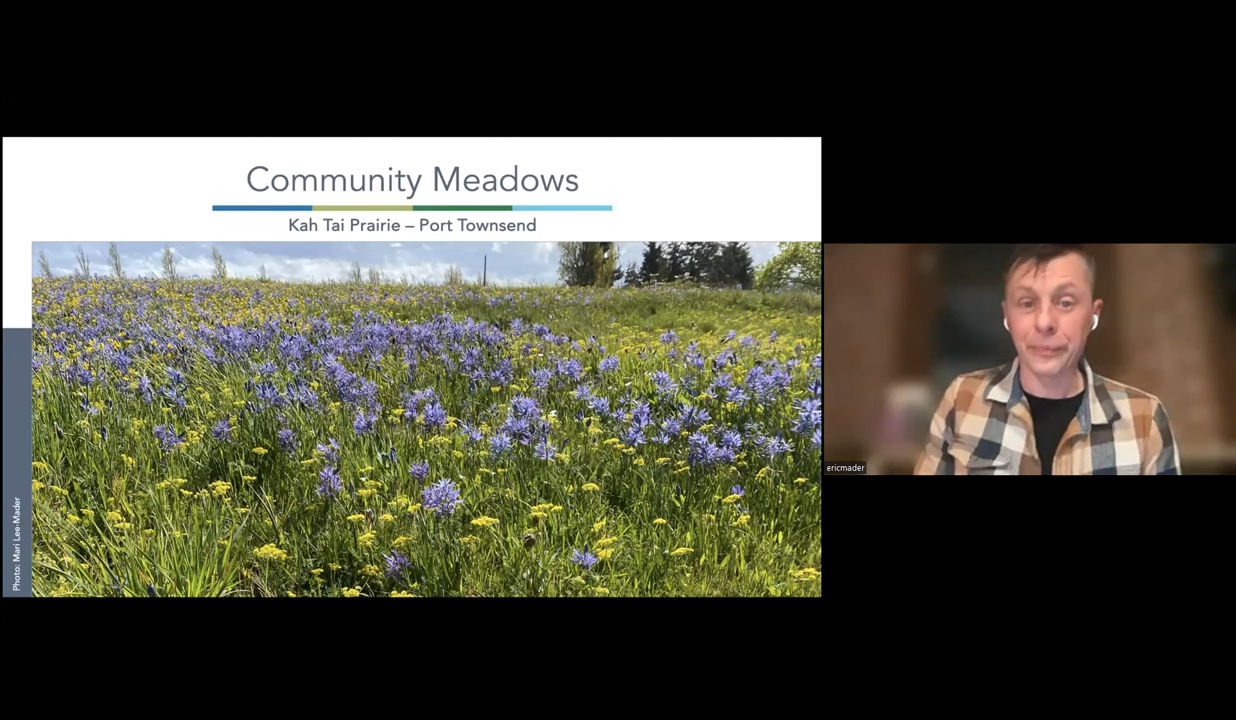 Community Meadows
Kah Tai Prairie – Port Townsend
Photo: Mari Lee-Mader
ericmader